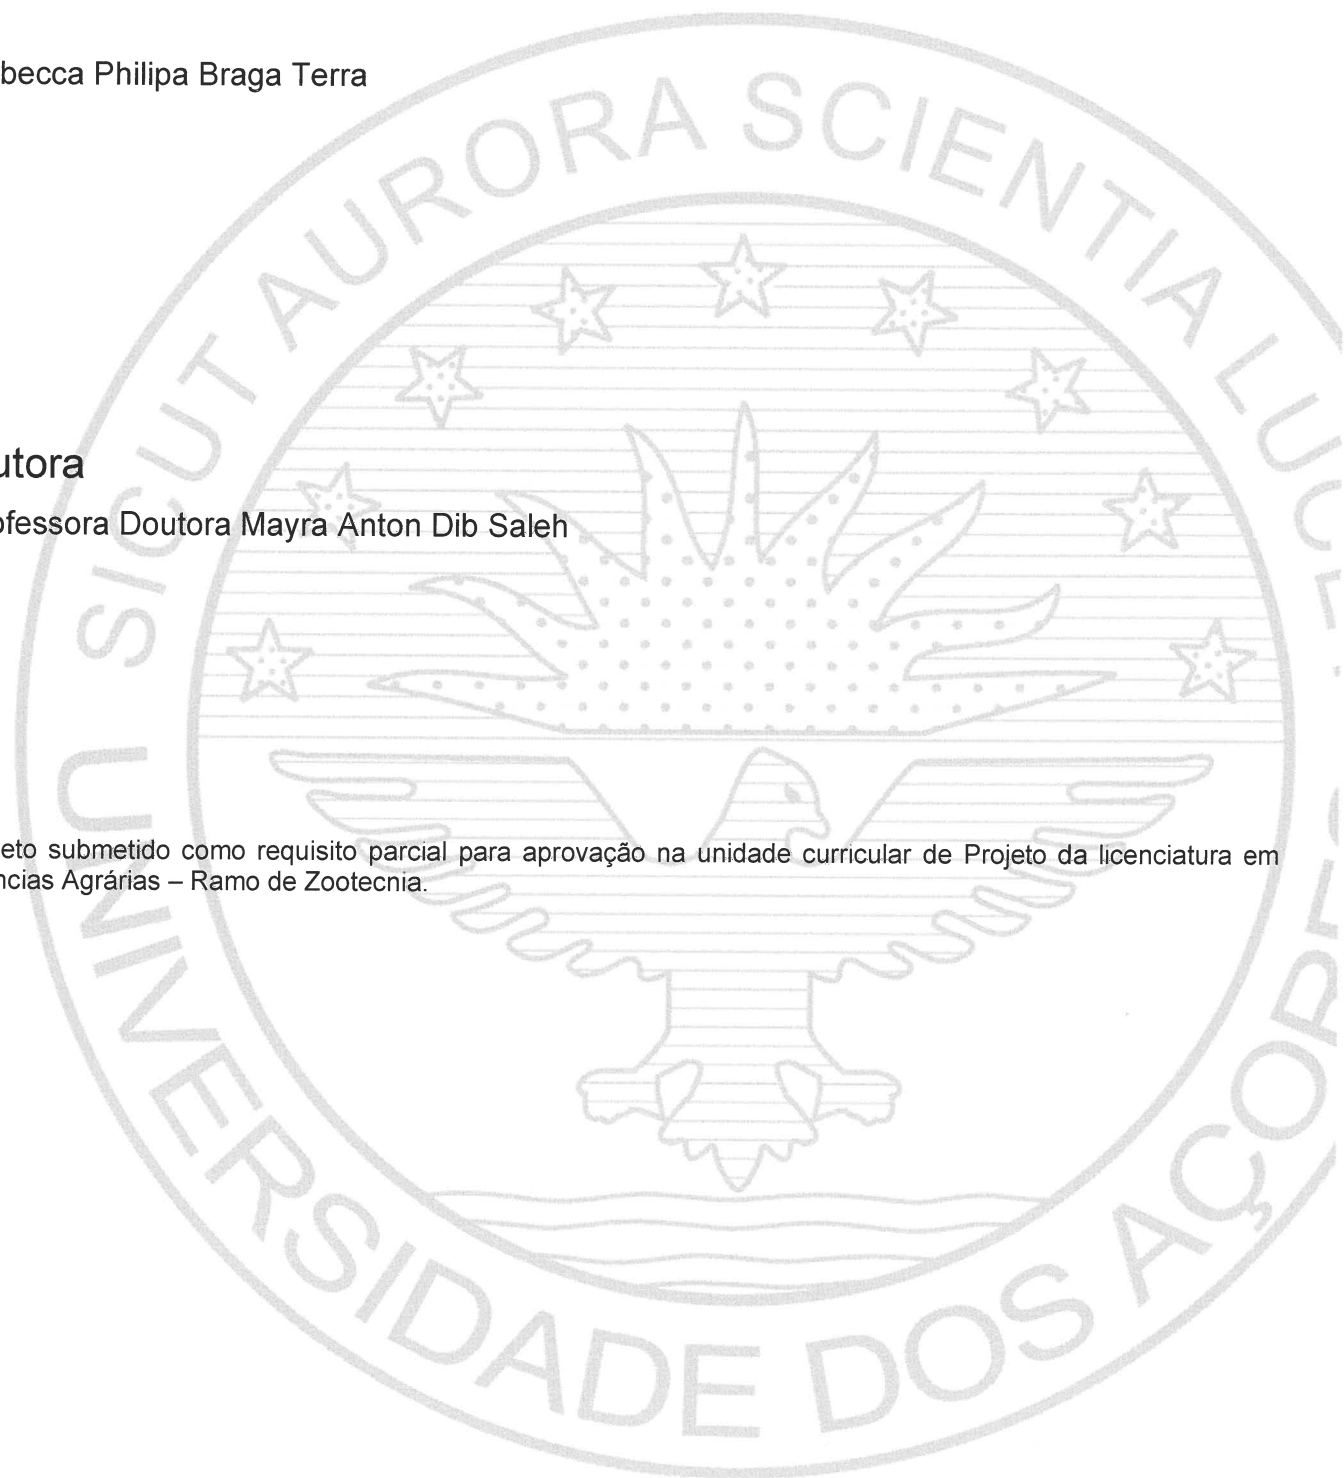 becca Philipa Braga Terra
utora
ofessora Doutora Mayra Anton Dib Saleh
eto submetido como requisito parcial para aprovação na unidade curricular de Projeto da licenciatura em
ncias Agrárias – Ramo de Zootecnia.
SICUT AURORA SCIENTIA LUCET
UNIVERSIDADE DOS AÇORES